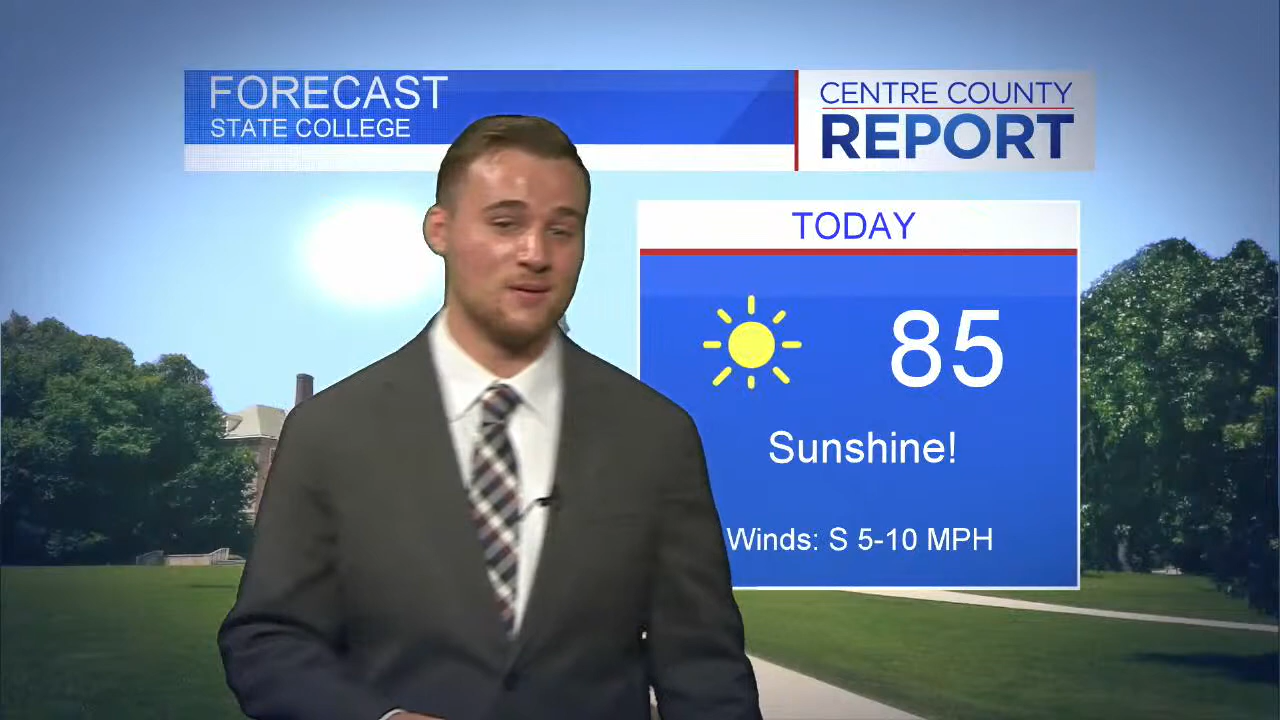 FORECAST
STATE COLLEGE
CENTRE COUNTY
REPORT
TODAY
85
Sunshine!
Winds: S 5-10 MPH